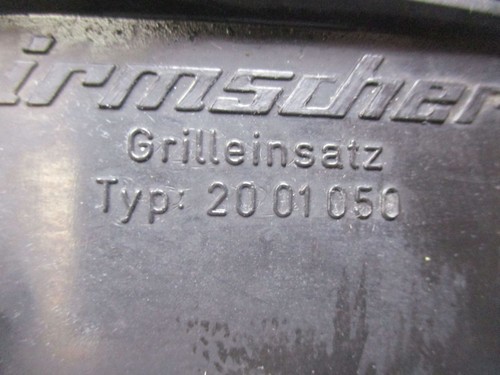 irmscher
Grilleinsatz
Typ: 20 01 050